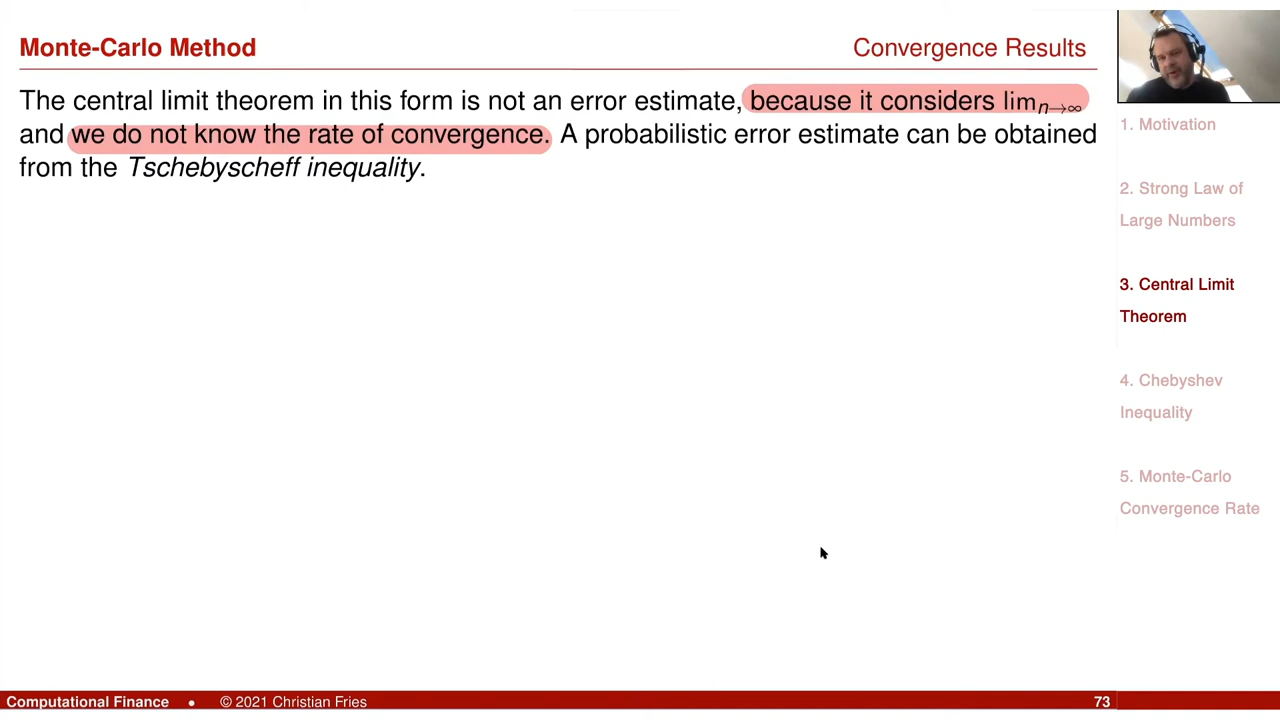 Monte-Carlo Method
Convergence Results
The central limit theorem in this form is not an error estimate, because it considers lim n→∞
and we do not know the rate of convergence. A probabilistic error estimate can be obtained
from the Tschebyscheff inequality.
1. Motivation
2. Strong Law of
Large Numbers
3. Central Limit
Theorem
4. Chebyshev
Inequality
5. Monte-Carlo
Convergence Rate
Computational Finance • © 2021 Christian Fries
73